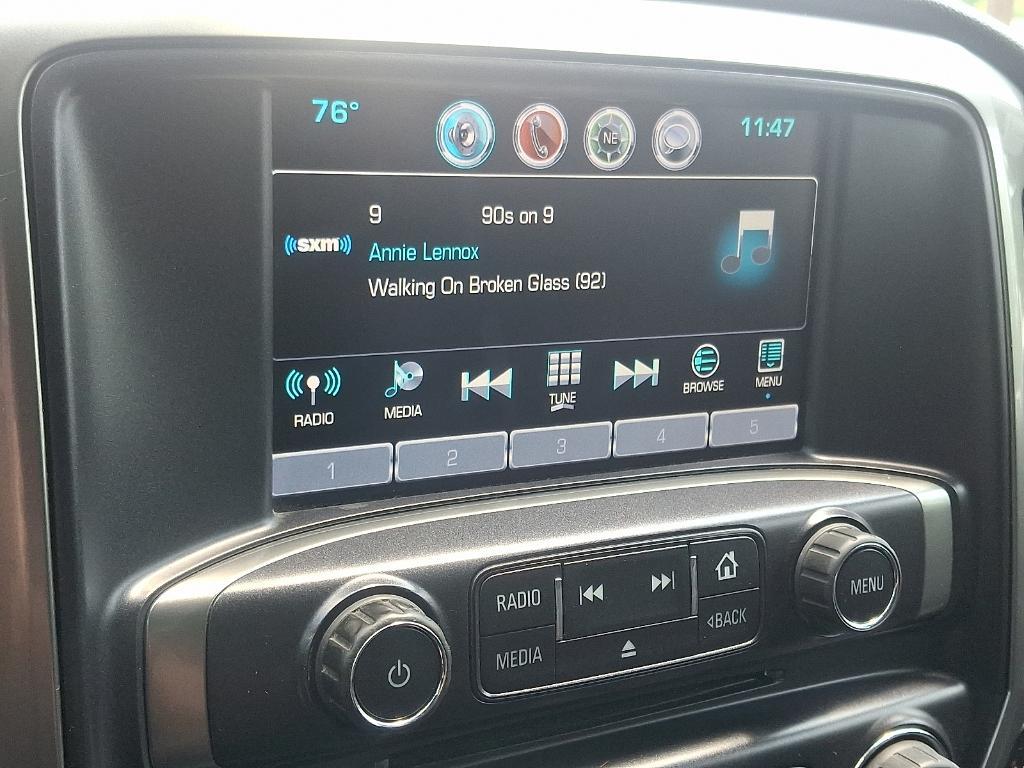 76° NE 11:47
9 90s on 9
sxm
Annie Lennox
Walking On Broken Glass (92)
RADIO MEDIA TUNE BROWSE MENU
1 2 3 4 5
RADIO
MEDIA
BACK
MENU